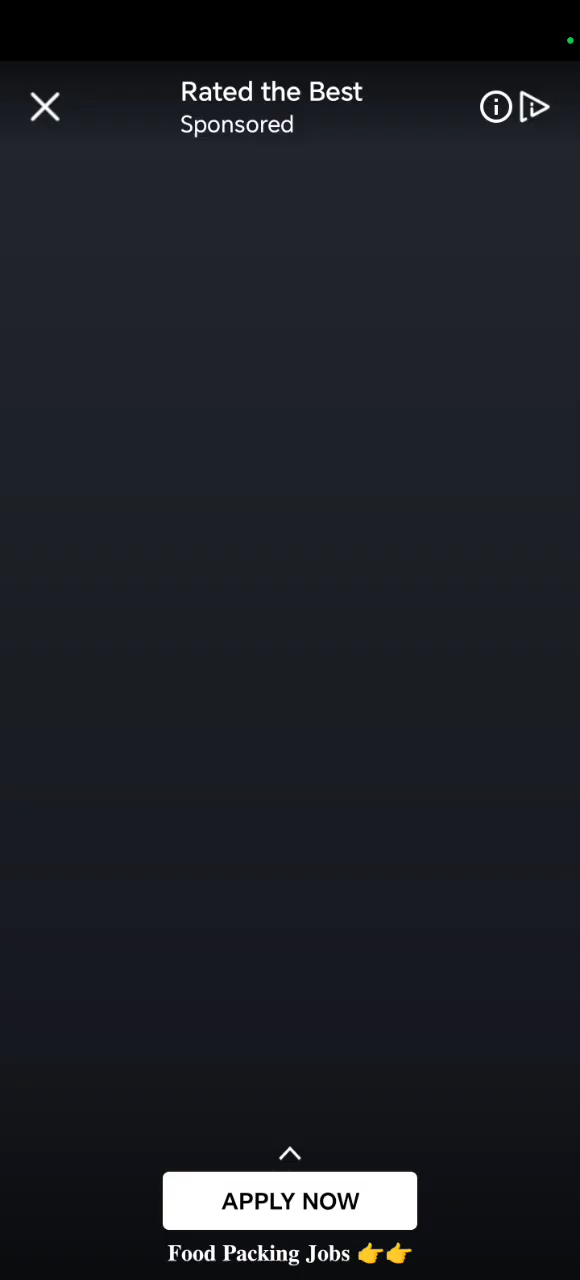 Rated the Best
Sponsored
APPLY NOW
Food Packing Jobs 👉👉